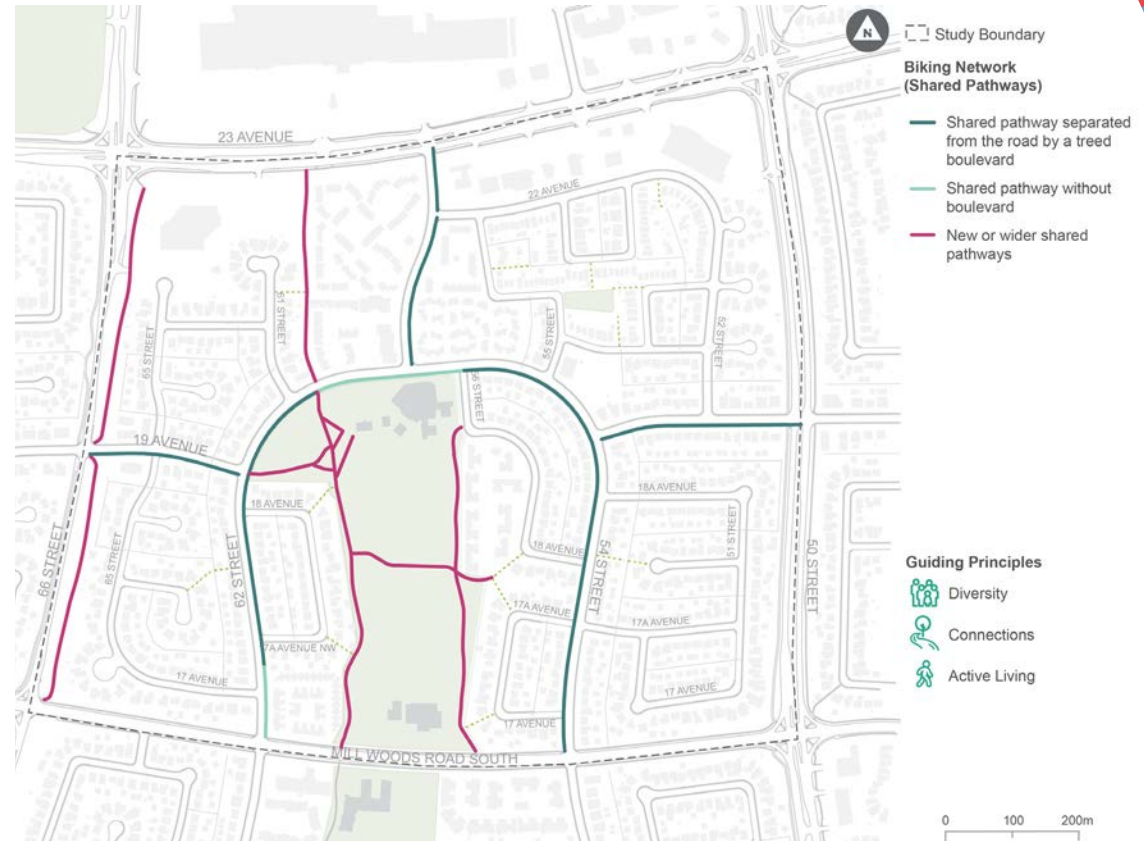 N
Study Boundary
Biking Network
(Shared Pathways)
Shared pathway separated
from the road by a treed
boulevard
Shared pathway without
boulevard
New or wider shared
pathways
23 AVENUE
22 AVENUE
61 STREET
65 STREET
55 STREET
52 STREET
56 STREET
19 AVENUE
18A AVENUE
18 AVENUE
51 STREET
18 AVENUE
54 STREET
50 STREET
66 STREET
65 STREET
62 STREET
17A AVENUE
17A AVENUE
7A AVENUE NW
17 AVENUE
17 AVENUE
17 AVENUE
MILL WOODS ROAD SOUTH
Guiding Principles
Diversity
Connections
Active Living
0 100 200m